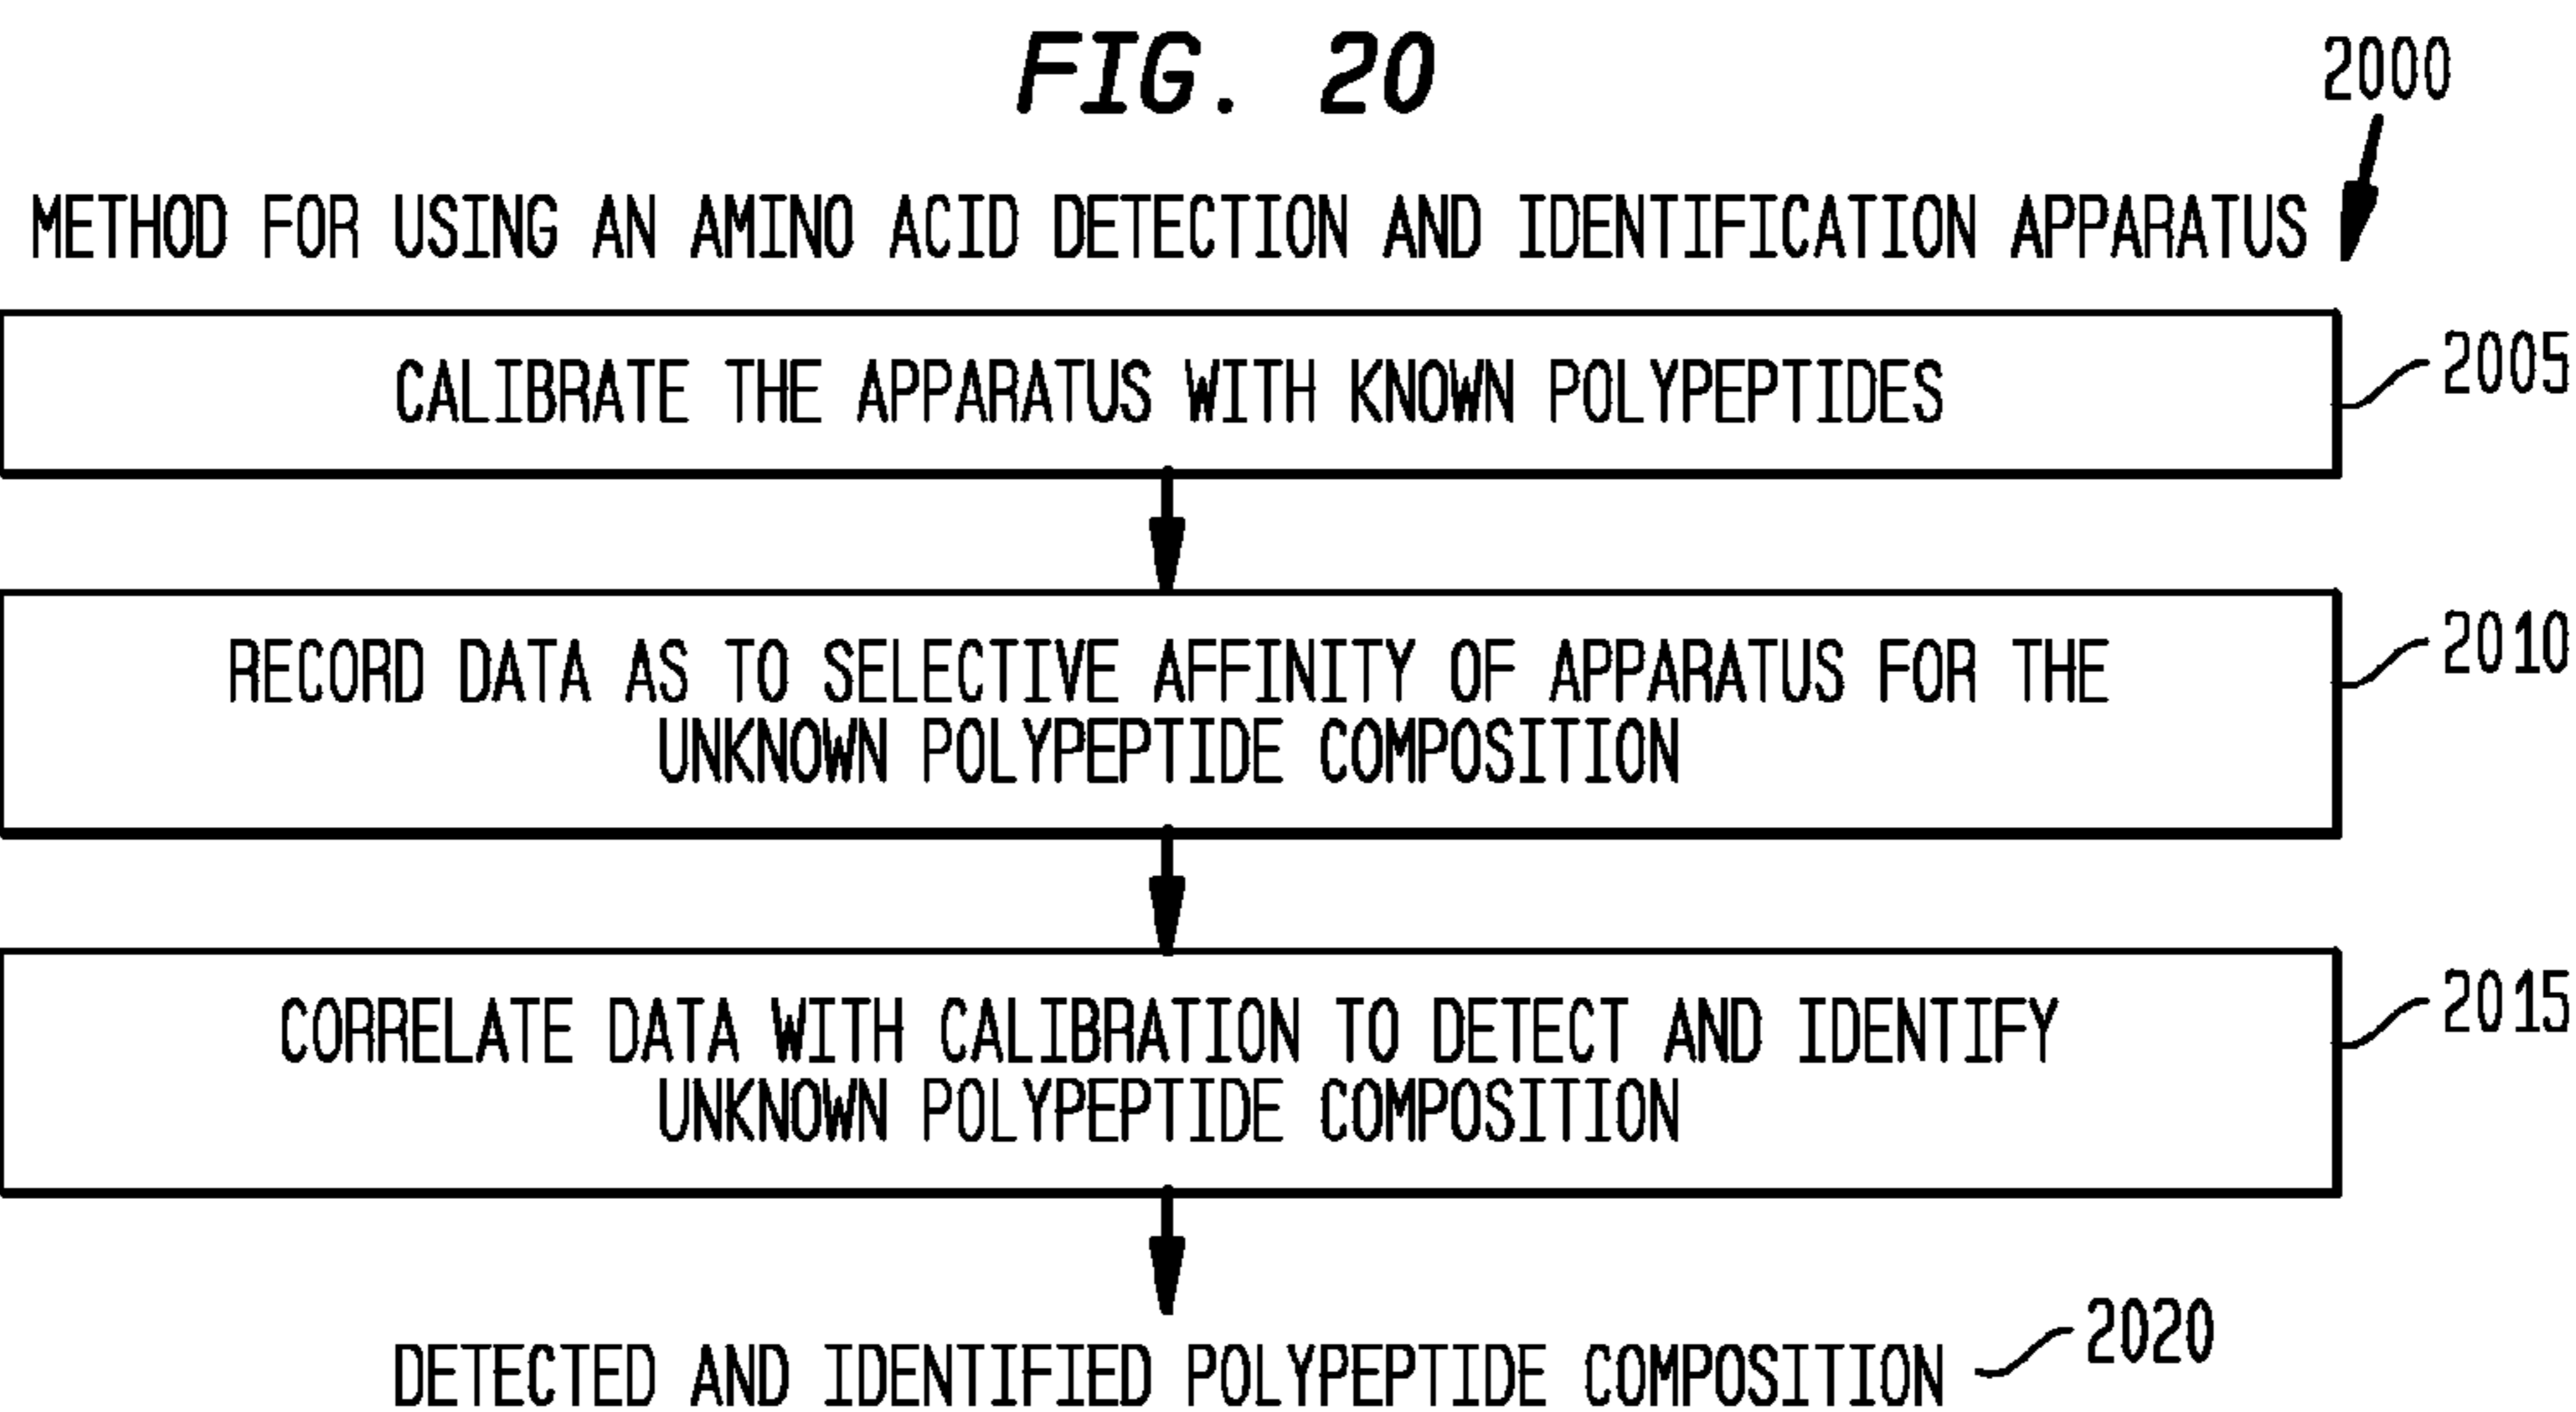 FIG. 20
2000
METHOD FOR USING AN AMINO ACID DETECTION AND IDENTIFICATION APPARATUS
CALIBRATE THE APPARATUS WITH KNOWN POLYPEPTIDES
2005
RECORD DATA AS TO SELECTIVE AFFINITY OF APPARATUS FOR THE
UNKNOWN POLYPEPTIDE COMPOSITION
2010
CORRELATE DATA WITH CALIBRATION TO DETECT AND IDENTIFY
UNKNOWN POLYPEPTIDE COMPOSITION
2015
DETECTED AND IDENTIFIED POLYPEPTIDE COMPOSITION
2020